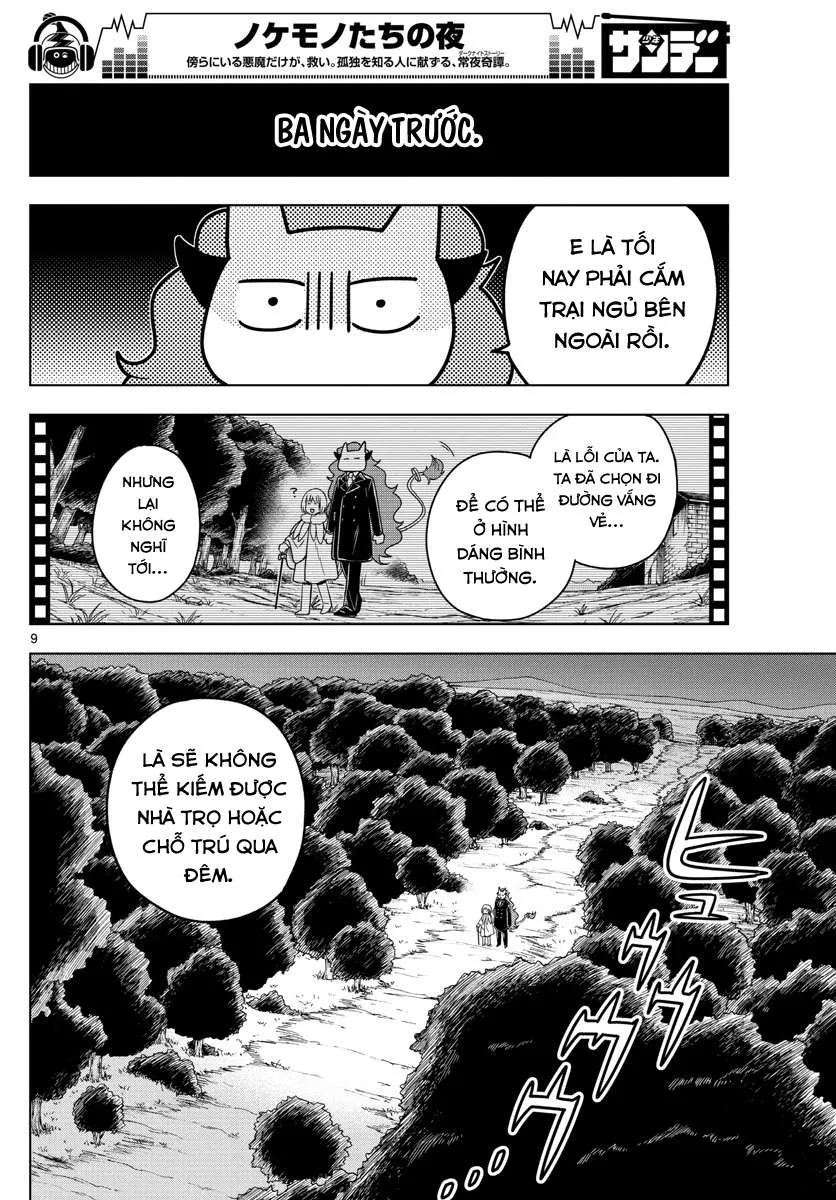 ノケモノたちの夜
ダークナイトストーリー
傍らにいる悪魔だけが、救い。孤独を知る人に献ずる、常夜奇譚。
少年
サンデー
BA NGÀY TRƯỚC.
E LÀ TỐI
NAY PHẢI CẮM
TRẠI NGỦ BÊN
NGOÀI RỒI.
LÀ LỖI CỦA TA.
TA ĐÃ CHỌN ĐI
ĐƯỜNG VẮNG
VẺ...
ĐỂ CÓ THỂ
Ở HÌNH
DÁNG BÌNH
THƯỜNG.
?
NHƯNG
LẠI
KHÔNG
NGHĨ
TỚI...
9
LÀ SẼ KHÔNG
THỂ KIẾM ĐƯỢC
NHÀ TRỌ HOẶC
CHỖ TRÚ QUA
ĐÊM.
ヒュウウウ…